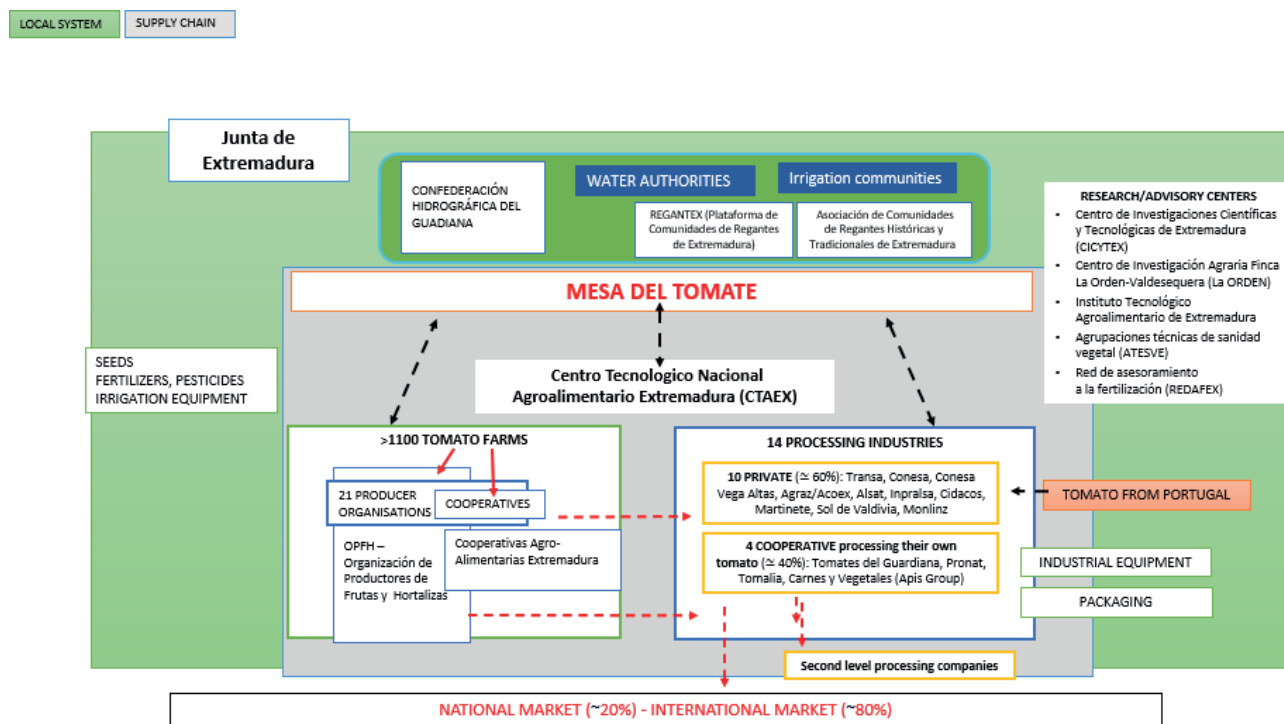 LOCAL SYSTEM
SUPPLY CHAIN
Junta de
Extremadura
CONFEDERACIÓN
HIDROGRÁFICA DEL
GUADIANA
WATER AUTHORITIES
Irrigation communities
REGANTEX (Plataforma de
Comunidades de Regantes
de Extremadura)
Asociación de Comunidades
de Regantes Históricas y
Tradicionales de Extremadura
RESEARCH/ADVISORY CENTERS
• Centro de Investigaciones Científicas
y Tecnológicas de Extremadura
(CICYTEX)
• Centro de Investigación Agraria Finca
La Orden-Valdesequera (La ORDEN)
• Instituto Tecnológico
Agroalimentario de Extremadura
• Agrupaciones técnicas de sanidad
vegetal (ATESVE)
• Red de asesoramiento
a la fertilización (REDAFEX)
MESA DEL TOMATE
SEEDS
FERTILIZERS, PESTICIDES
IRRIGATION EQUIPMENT
Centro Tecnologico Nacional
Agroalimentario Extremadura (CTAEX)
>1100 TOMATO FARMS
21 PRODUCER
ORGANISATIONS
COOPERATIVES
OPFH –
Organización de
Productores de
Frutas y Hortalizas
Cooperativas Agro-
Alimentarias Extremadura
14 PROCESSING INDUSTRIES
10 PRIVATE (≃ 60%): Transa, Conesa, Conesa
Vega Altas, Agraz/Acoex, Alsat, Inpralsa, Cidacos,
Martinete, Sol de Valdivia, Monlinz
4 COOPERATIVE processing their own
tomato (≃ 40%): Tomates del Guardiana, Pronat,
Tomalia, Carnes y Vegetales (Apis Group)
TOMATO FROM PORTUGAL
INDUSTRIAL EQUIPMENT
PACKAGING
Second level processing companies
NATIONAL MARKET (~20%) - INTERNATIONAL MARKET (~80%)